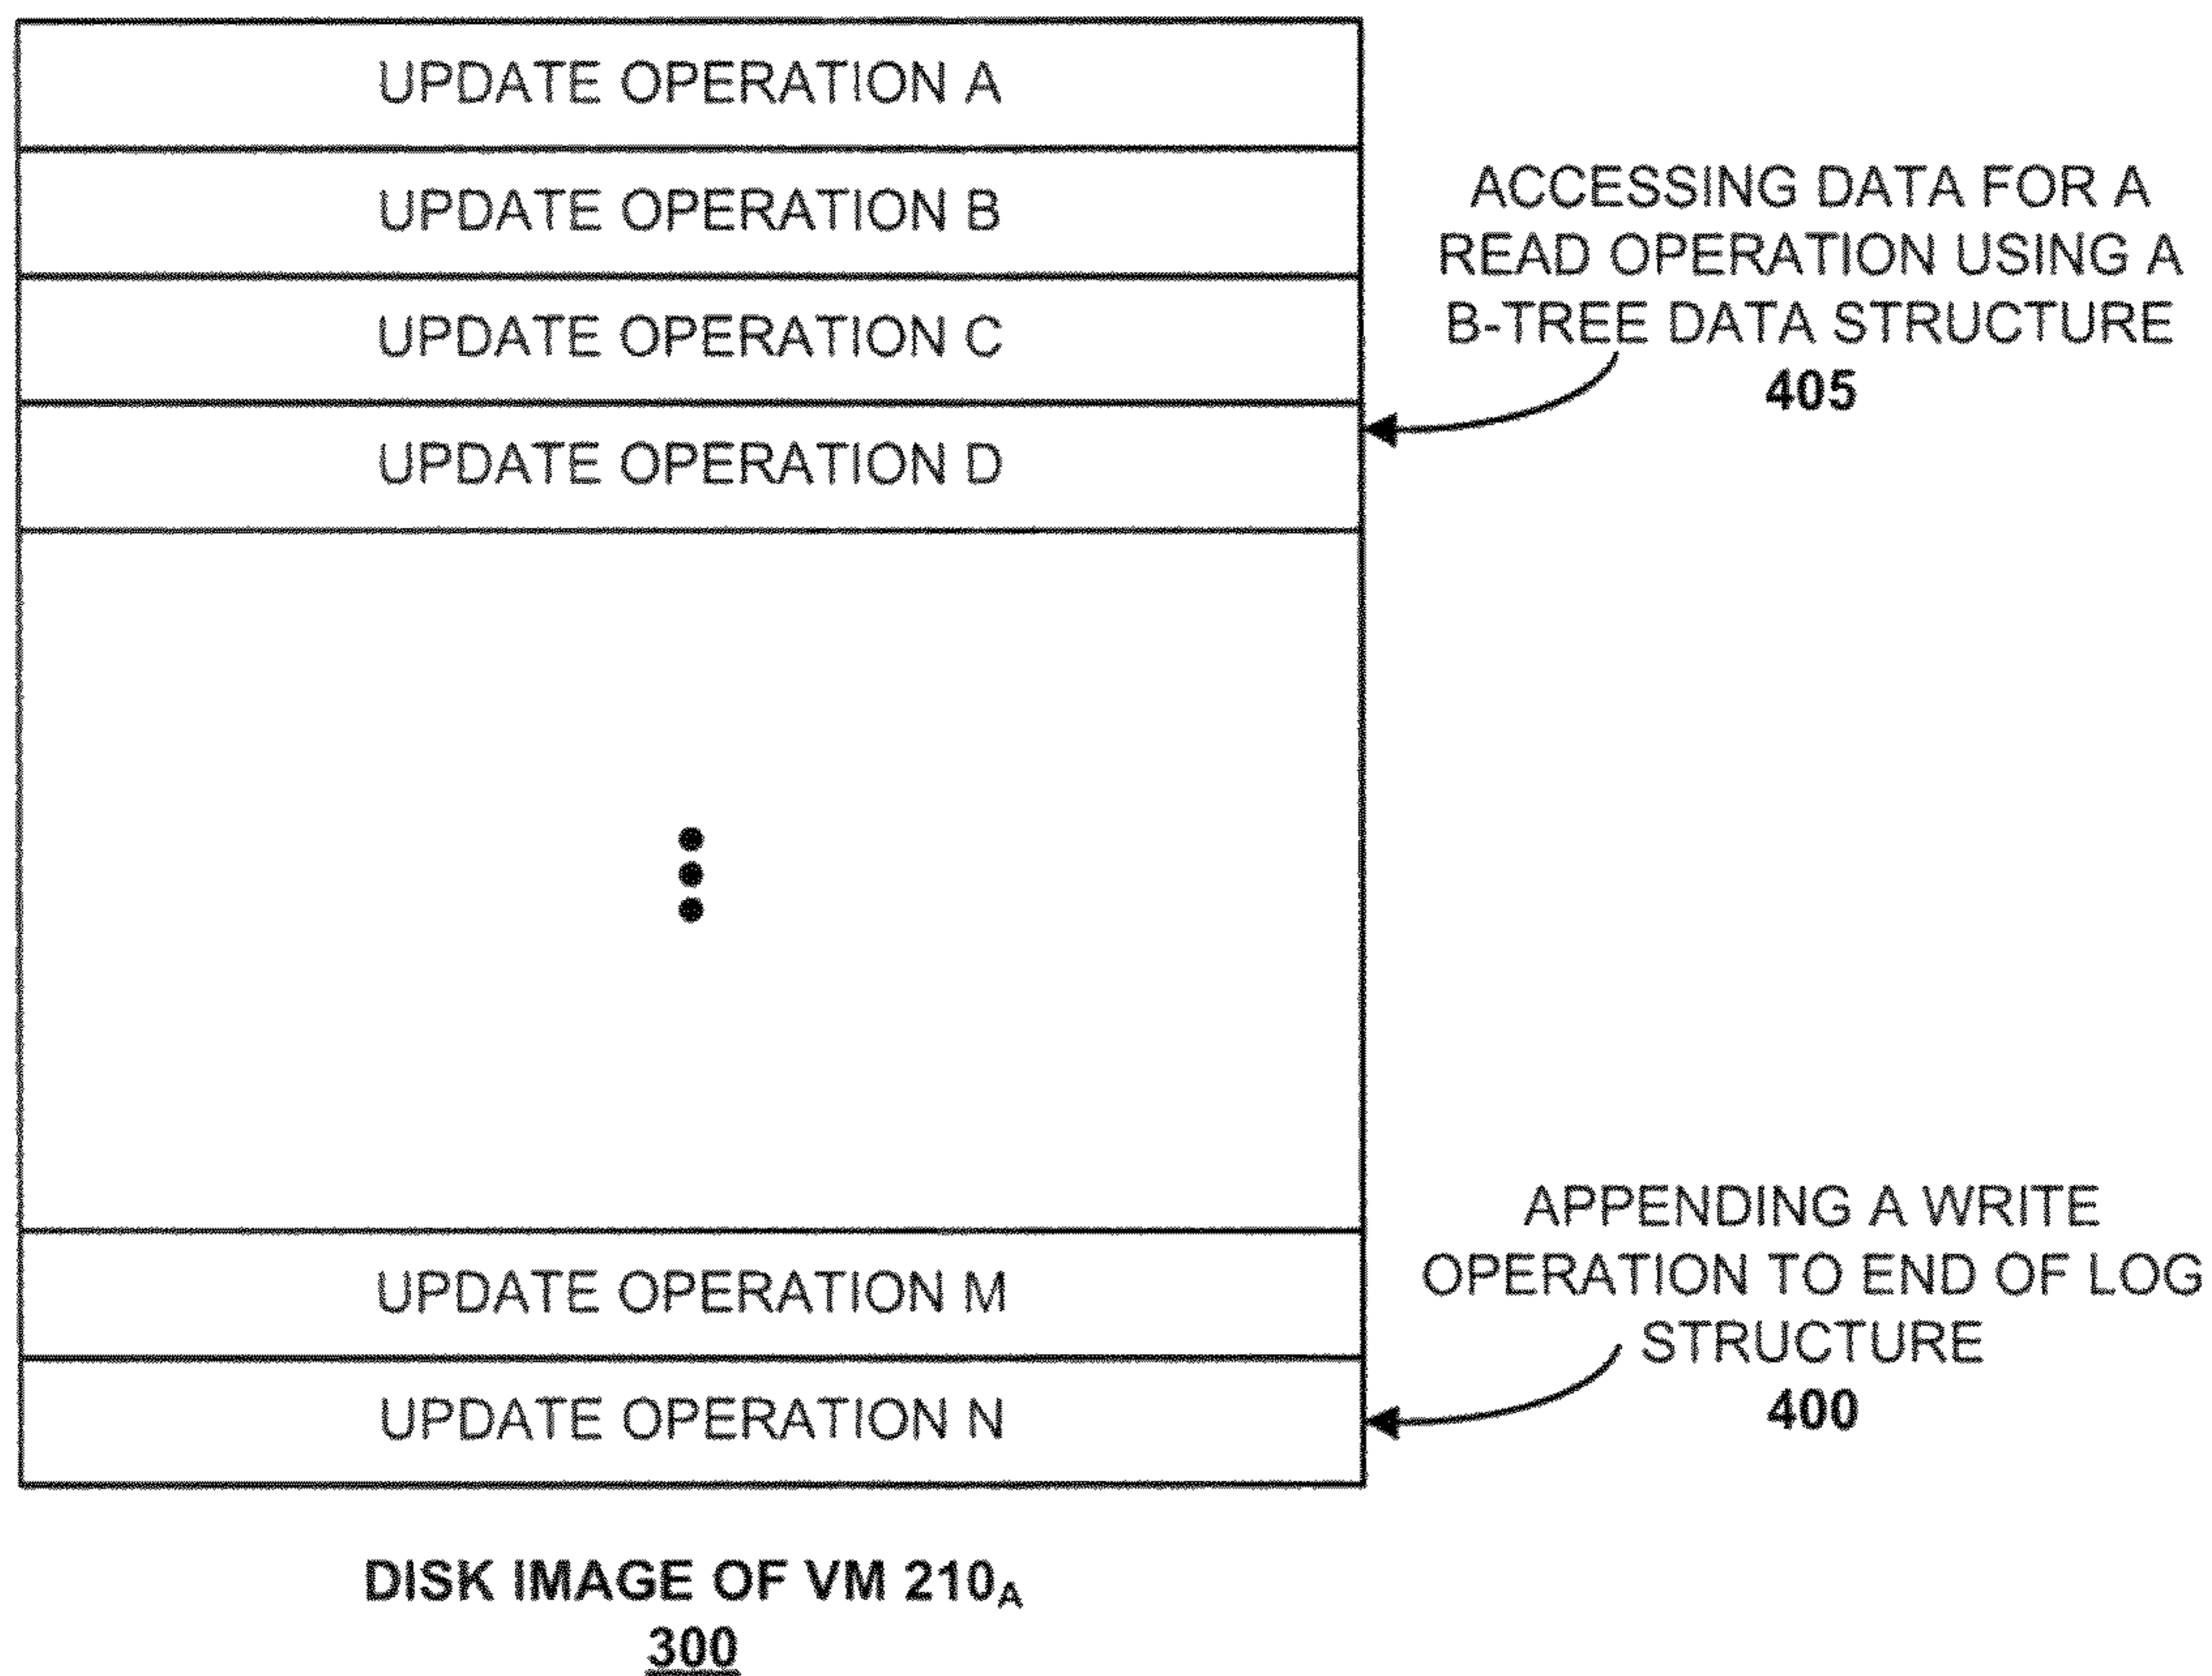 UPDATE OPERATION A
UPDATE OPERATION B
UPDATE OPERATION C
UPDATE OPERATION D
ACCESSING DATA FOR A
READ OPERATION USING A
B-TREE DATA STRUCTURE
405
UPDATE OPERATION M
UPDATE OPERATION N
APPENDING A WRITE
OPERATION TO END OF LOG
STRUCTURE
400
DISK IMAGE OF VM 210A
300